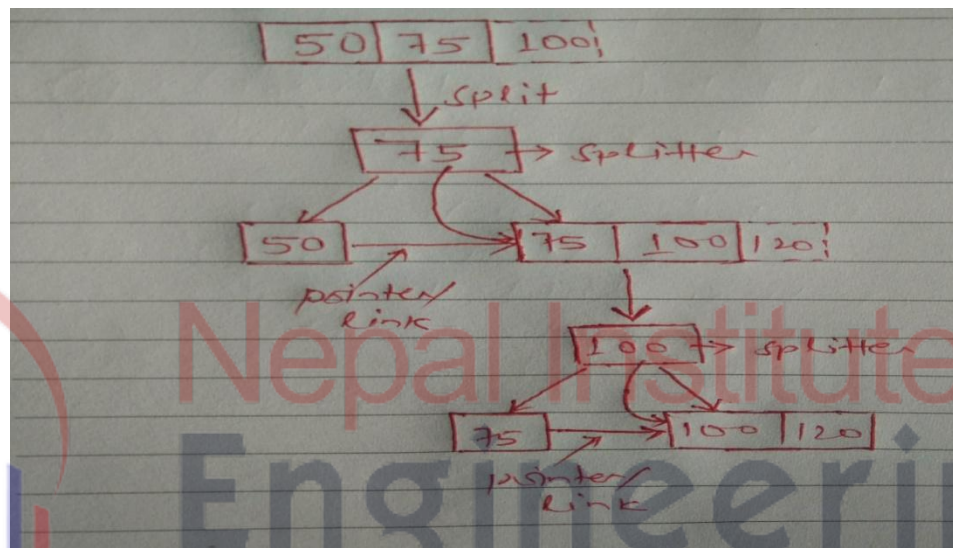 50 75 100
split
75 → splitter
50 75 100 120
pointer/
link
100 → splitter
75 100 120
pointer/
link
Nepal Institute
Engineerin